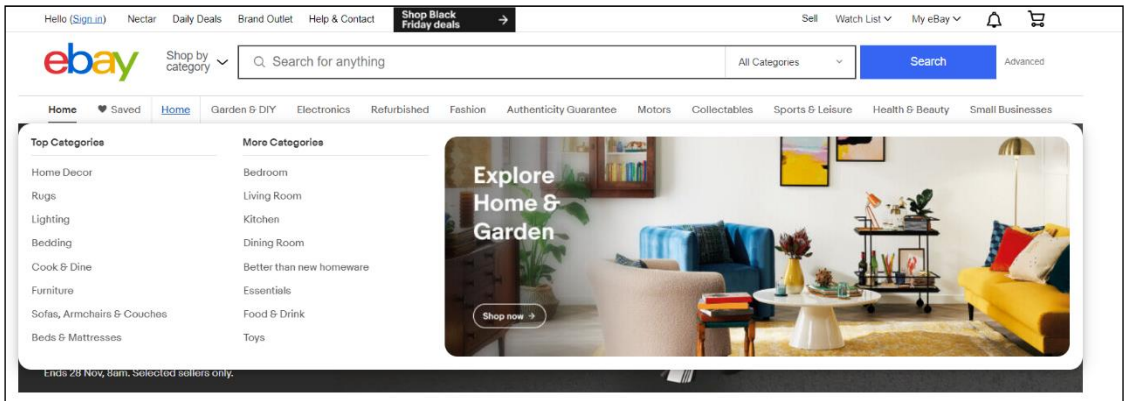 Hello (Sign in) Nectar Daily Deals Brand Outlet Help & Contact Shop Black Friday deals → Sell Watch List My eBay
ebay Shop by category Search for anything All Categories Search Advanced
Home Saved Home Garden & DIY Electronics Refurbished Fashion Authenticity Guarantee Motors Collectables Sports & Leisure Health & Beauty Small Businesses
Top Categories
Home Decor
Rugs
Lighting
Bedding
Cook & Dine
Furniture
Sofas, Armchairs & Couches
Beds & Mattresses
More Categories
Bedroom
Living Room
Kitchen
Dining Room
Better than new homeware
Essentials
Food & Drink
Toys
Explore
Home &
Garden
Shop now →
Ends 28 Nov, 8am. Selected sellers only.